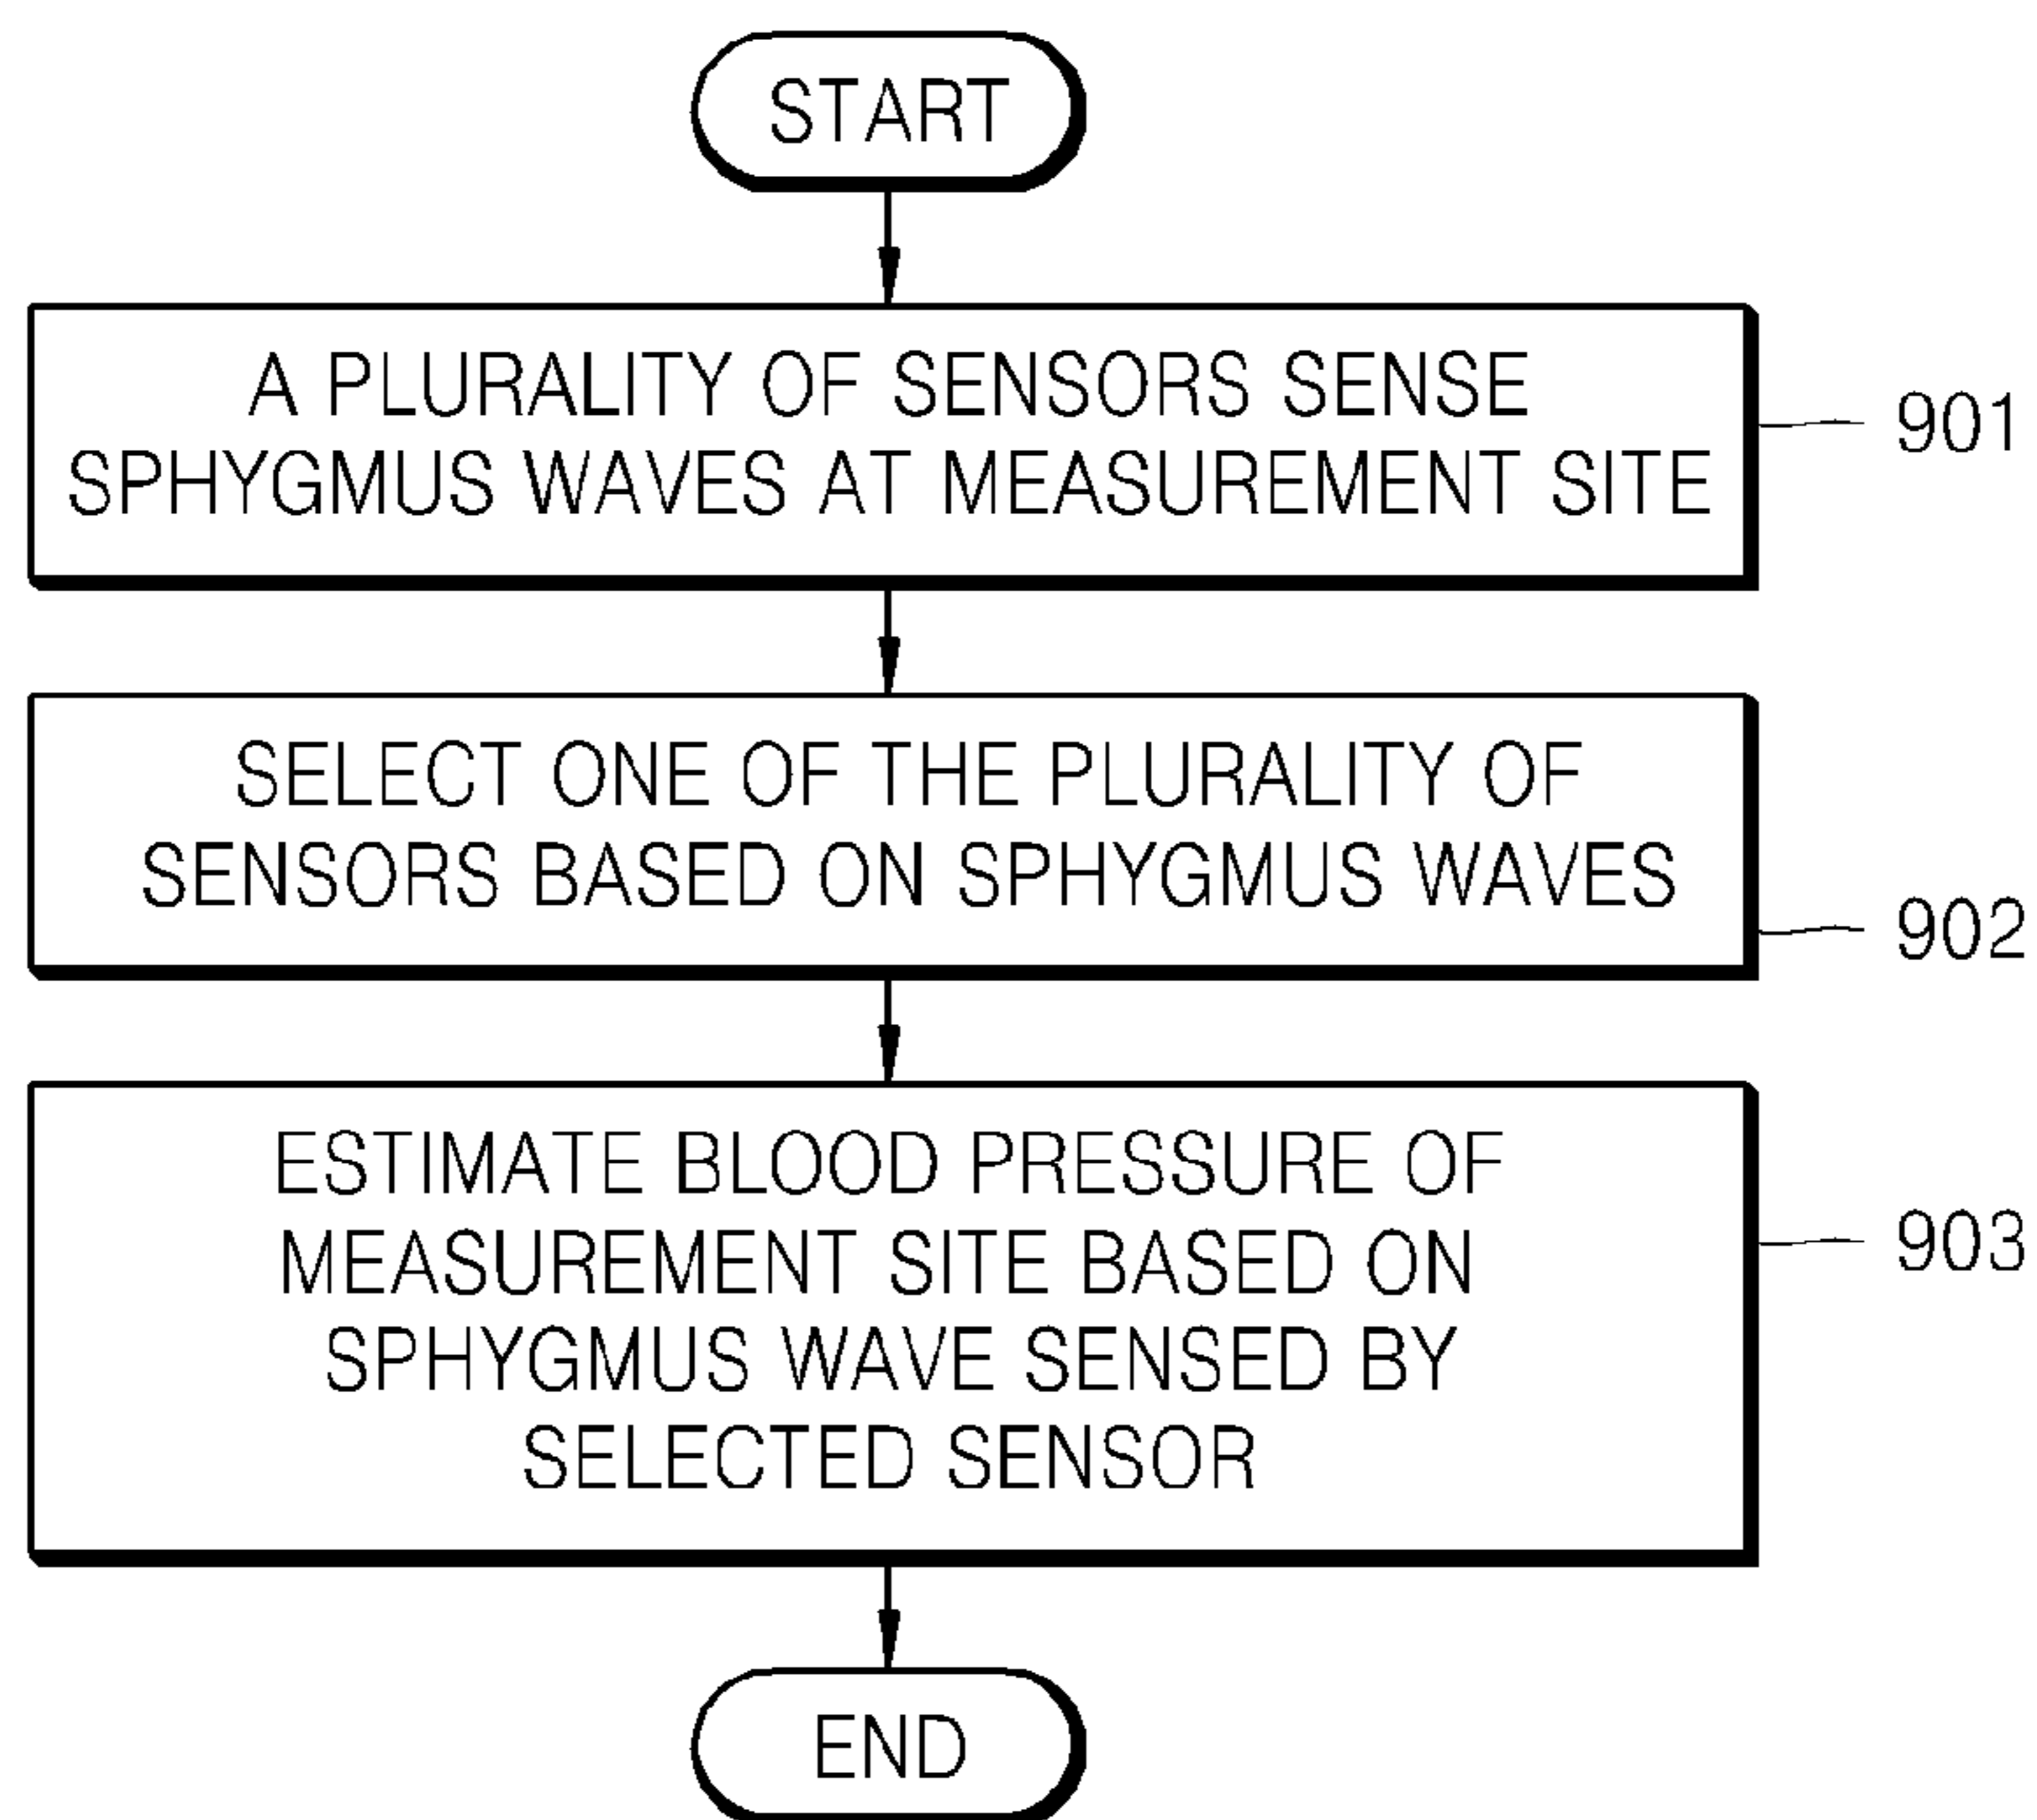 START
A PLURALITY OF SENSORS SENSE
SPHYGMUS WAVES AT MEASUREMENT SITE
901
SELECT ONE OF THE PLURALITY OF
SENSORS BASED ON SPHYGMUS WAVES
902
ESTIMATE BLOOD PRESSURE OF
MEASUREMENT SITE BASED ON
SPHYGMUS WAVE SENSED BY
SELECTED SENSOR
903
END